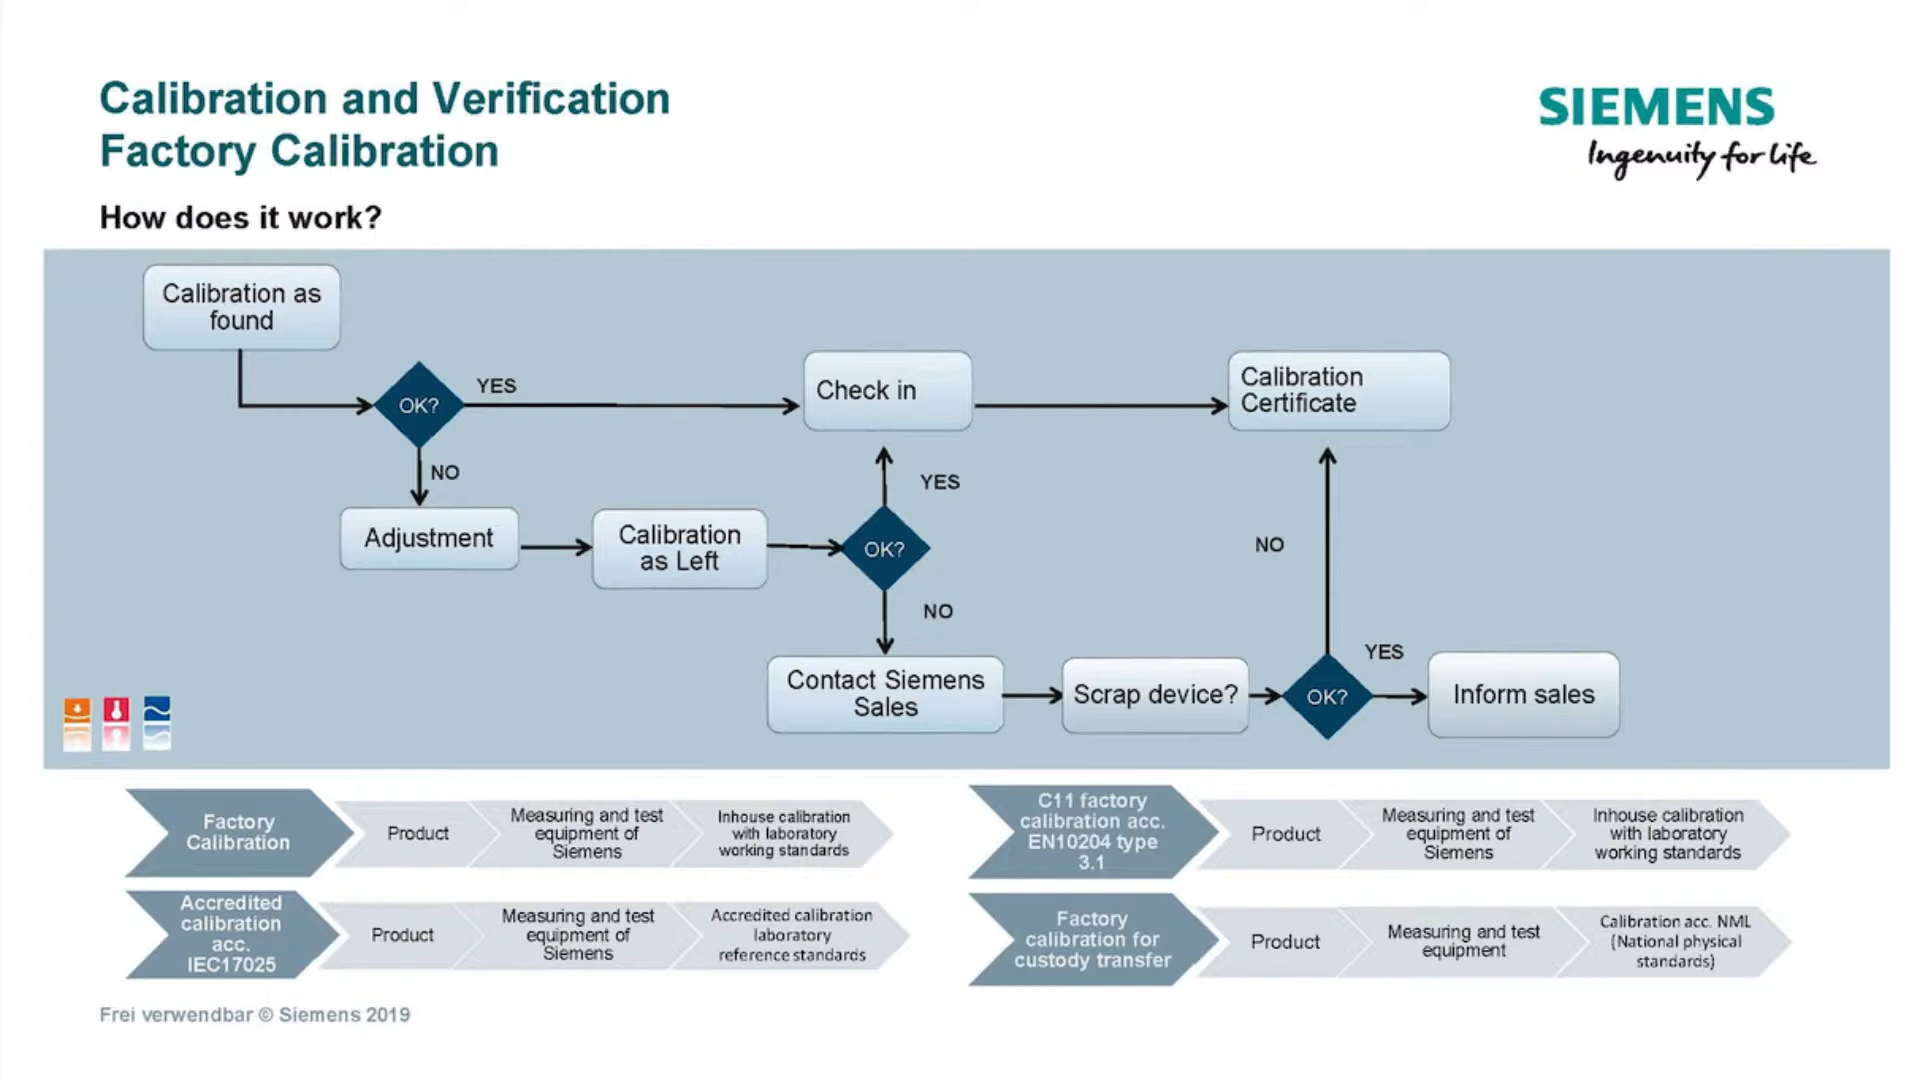 Calibration and Verification
Factory Calibration
SIEMENS
Ingenuity for life
How does it work?
Calibration as
found
OK?
YES
Check in
Calibration
Certificate
NO
YES
Adjustment
Calibration
as Left
OK?
NO
NO
Contact Siemens
Sales
Scrap device?
OK?
YES
Inform sales
Factory
Calibration
Product
Measuring and test
equipment of
Siemens
Inhouse calibration
with laboratory
working standards
C11 factory
calibration acc.
EN10204 type
3.1
Product
Measuring and test
equipment of
Siemens
Inhouse calibration
with laboratory
working standards
Accredited
calibration
acc.
IEC17025
Product
Measuring and test
equipment of
Siemens
Accredited calibration
laboratory
reference standards
Factory
calibration for
custody transfer
Product
Measuring and test
equipment
Calibration acc. NML
(National physical
standards)
Frei verwendbar © Siemens 2019